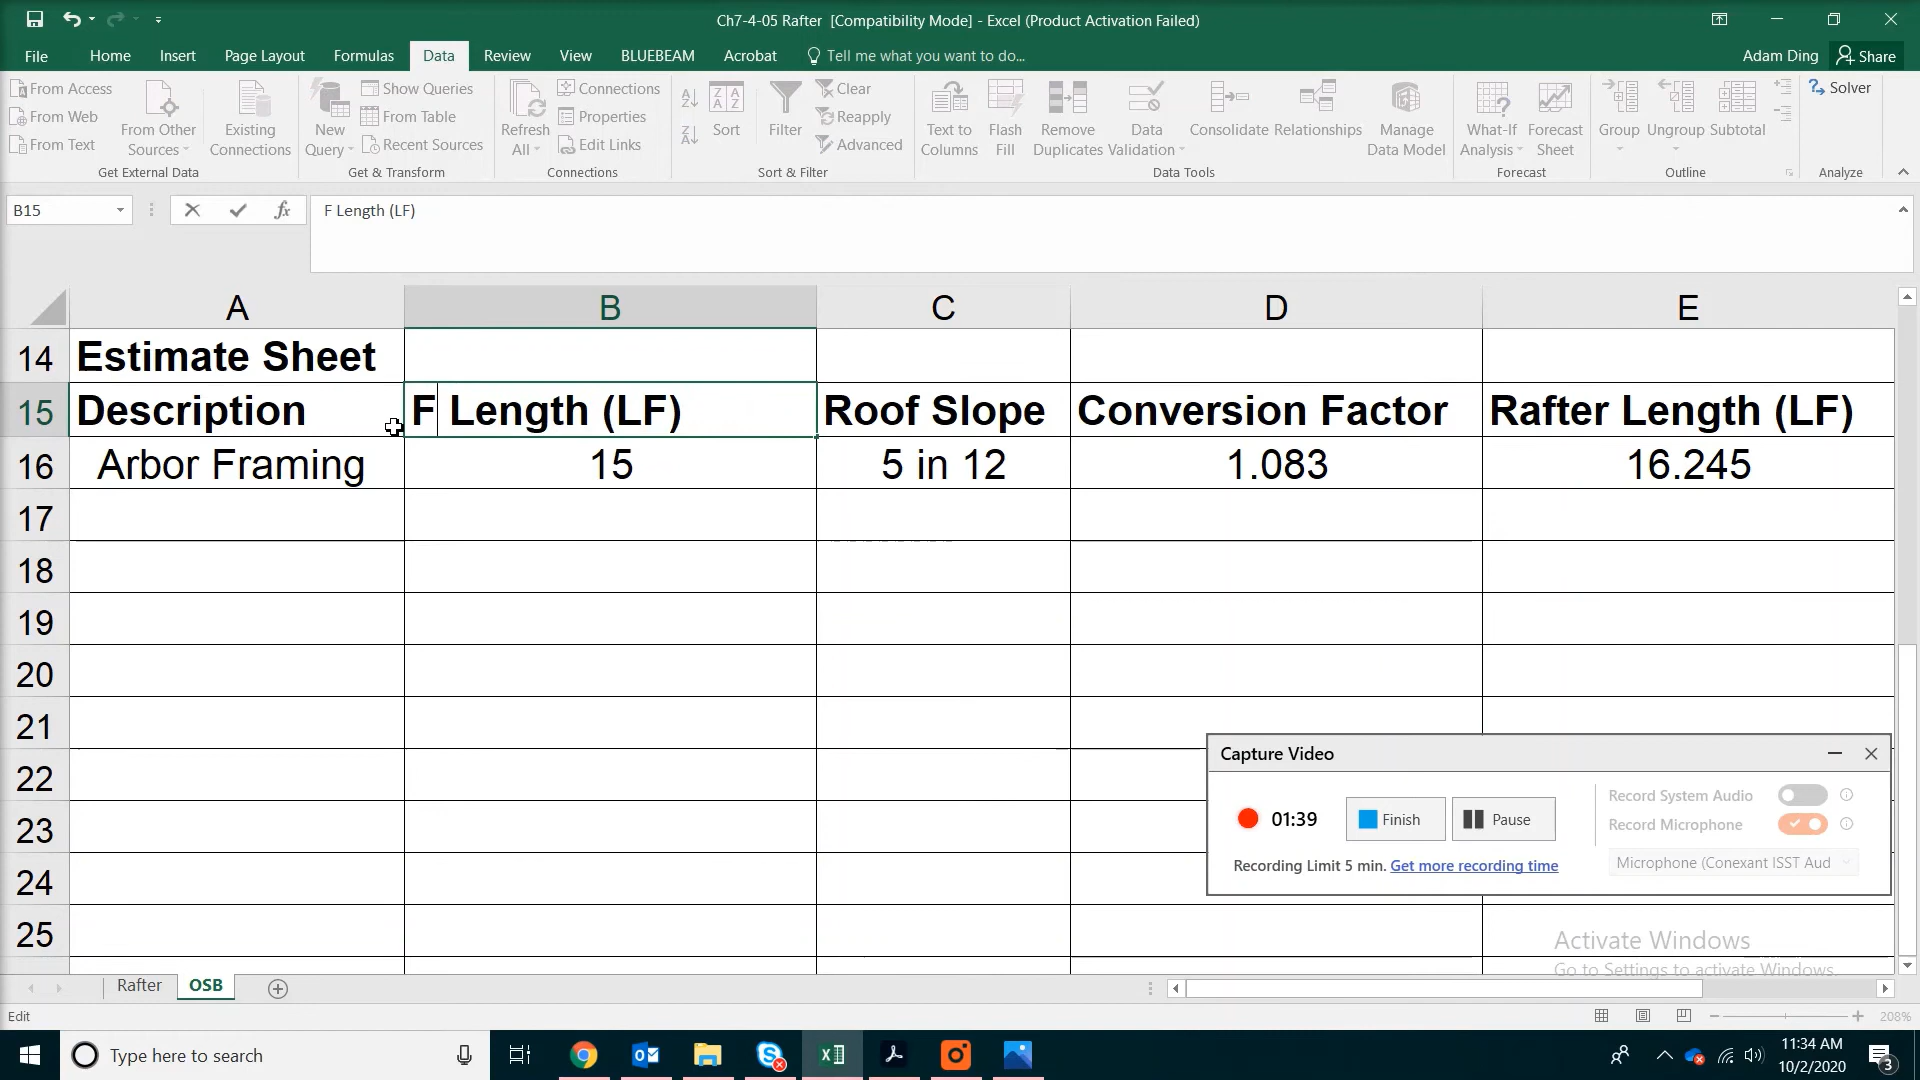 Ch7-4-05 Rafter [Compatibility Mode] - Excel (Product Activation Failed)
File Home Insert Page Layout Formulas Data Review View BLUEBEAM Acrobat Tell me what you want to do... Adam Ding Share
From Access
From Web
From Text
From Other Sources
Existing Connections
Get External Data
New Query
Show Queries
From Table
Recent Sources
Get & Transform
Refresh All
Connections
Properties
Edit Links
Connections
Sort
Filter
Clear
Reapply
Advanced
Sort & Filter
Text to Columns
Flash Fill
Remove Duplicates
Data Validation
Consolidate
Relationships
Manage Data Model
Data Tools
What-If Analysis
Forecast Sheet
Forecast
Group
Ungroup
Subtotal
Outline
Solver
Analyze
B15 fx F Length (LF)
A B C D E
14 Estimate Sheet
15 Description F Length (LF) Roof Slope Conversion Factor Rafter Length (LF)
16 Arbor Framing 15 5 in 12 1.083 16.245
17
18
19
20
21
22
23
24
25
Capture Video
01:39 Finish Pause
Record System Audio
Record Microphone
Microphone (Conexant ISST Aud
Recording Limit 5 min. Get more recording time
Activate Windows
Go to Settings to activate Windows.
Rafter OSB
Edit 208%
Type here to search
11:34 AM
10/2/2020
3